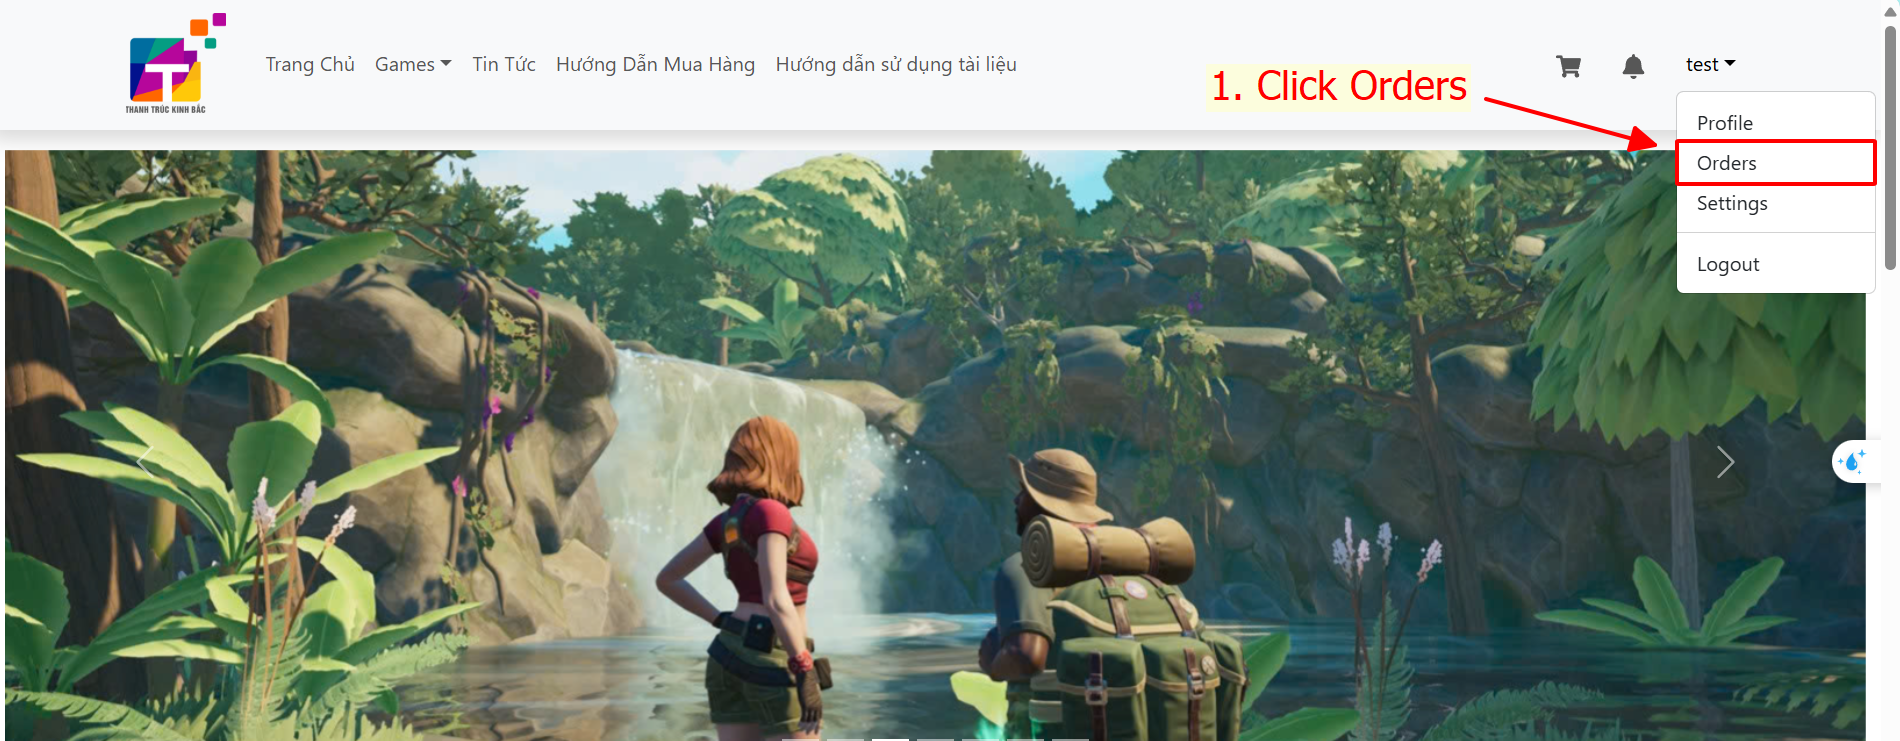 THANH TRÚC KINH BẮC
Trang Chủ Games Tin Tức Hướng Dẫn Mua Hàng Hướng dẫn sử dụng tài liệu
test
1. Click Orders
Profile
Orders
Settings
Logout